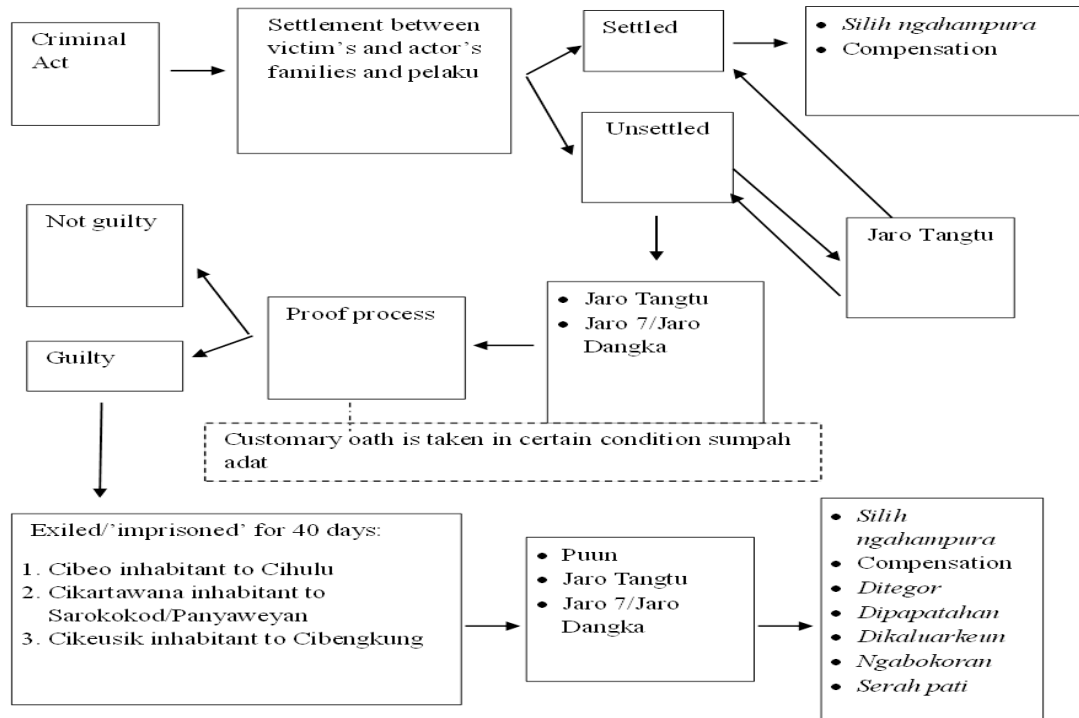 Criminal
Act
Settlement between
victim's and actor's
families and pelaku
Settled
• Silih ngahampura
• Compensation
Unsettled
Jaro Tangtu
Not guilty
Guilty
Proof process
• Jaro Tangtu
• Jaro 7/Jaro
Dangka
Customary oath is taken in certain condition sumpah
adat
Exiled/'imprisoned' for 40 days:
1. Cibeo inhabitant to Cihulu
2. Cikartawana inhabitant to
Sarokokod/Panyaweyan
3. Cikeusik inhabitant to Cibengkung
• Puun
• Jaro Tangtu
• Jaro 7/Jaro
Dangka
• Silih
ngahampura
• Compensation
• Ditegor
• Dipapatahan
• Dikaluarkeun
• Ngabokoran
• Serah pati